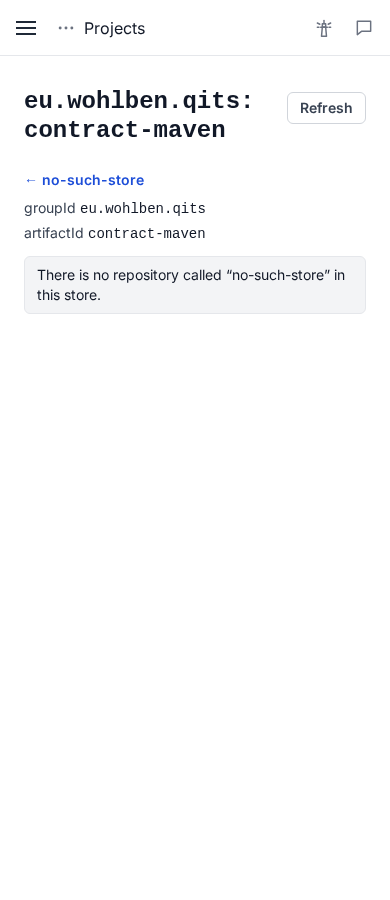 ··· Projects
eu.wohlben.qits:
contract-maven
Refresh
← no-such-store
groupId eu.wohlben.qits
artifactId contract-maven
There is no repository called “no-such-store” in
this store.